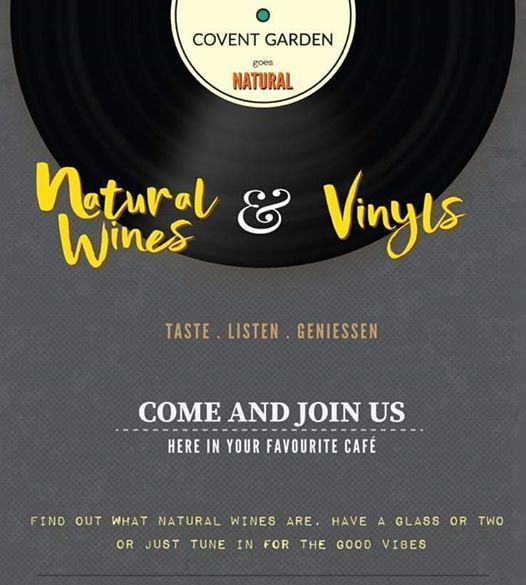 COVENT GARDEN
goes
NATURAL
Natural Wines & Vinyls
TASTE . LISTEN . GENIESSEN
COME AND JOIN US
HERE IN YOUR FAVOURITE CAFÉ
FIND OUT WHAT NATURAL WINES ARE, HAVE A GLASS OR TWO
OR JUST TUNE IN FOR THE GOOD VIBES